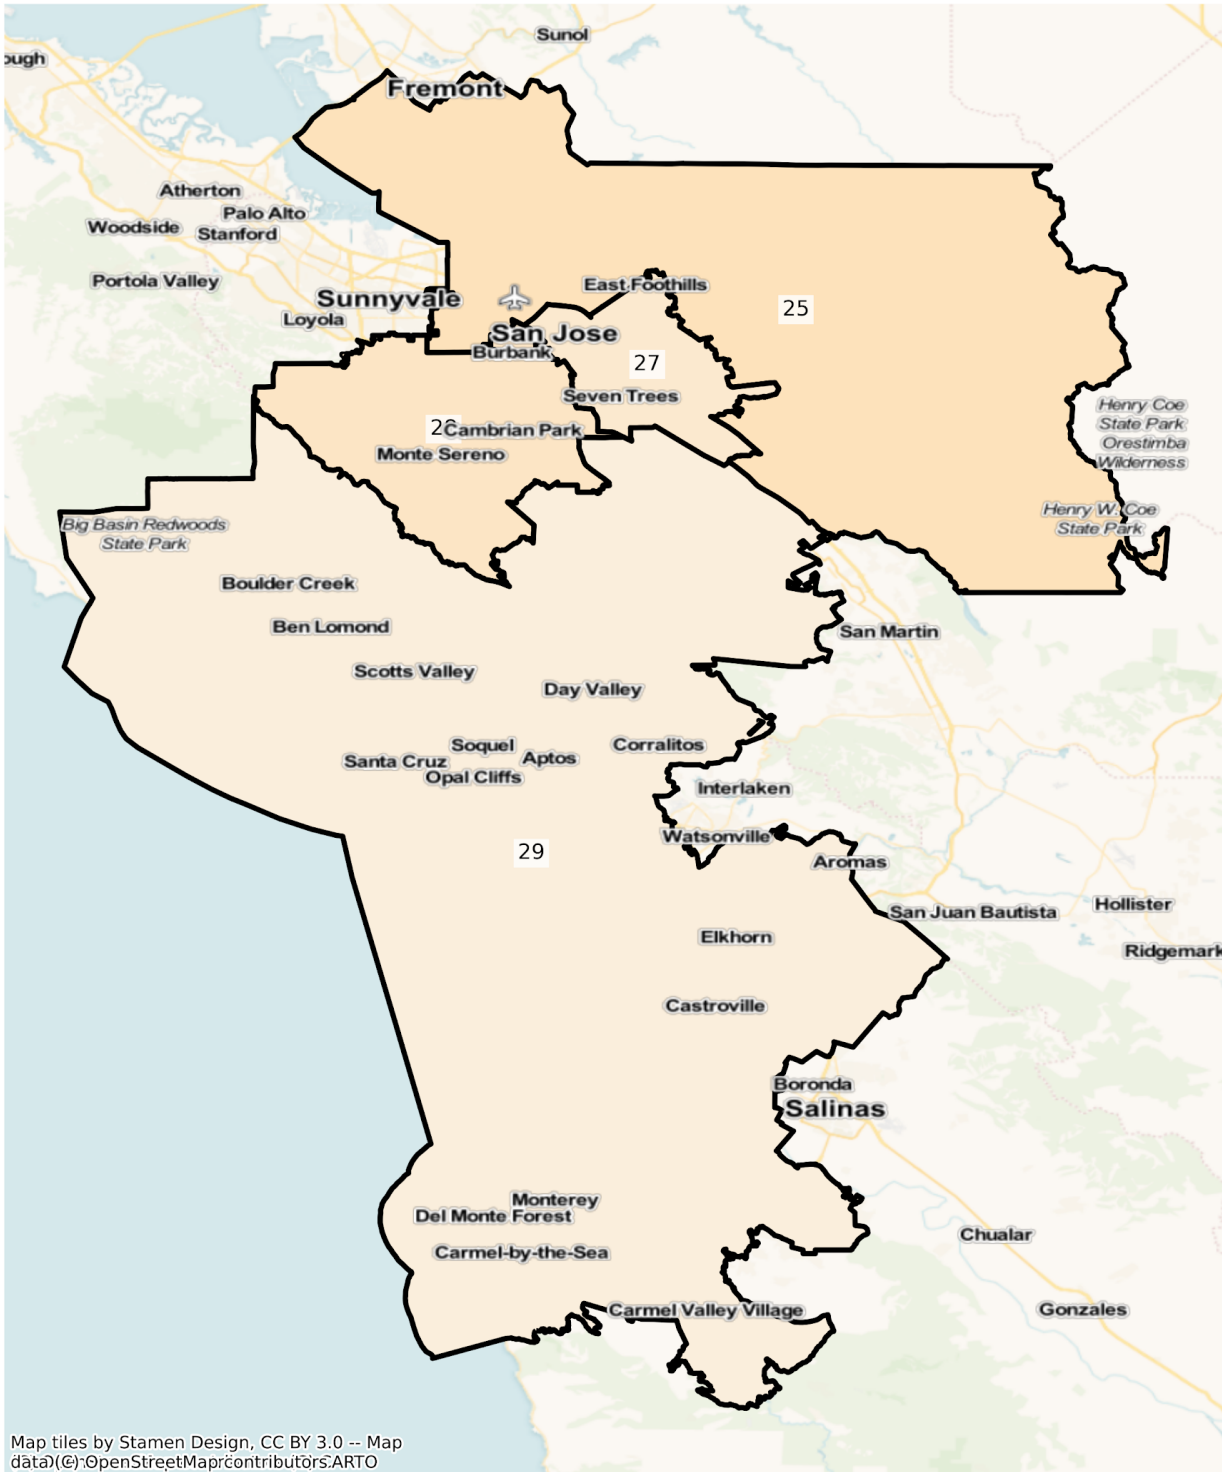 Sunol
ough
Fremont
Atherton
Palo Alto
Woodside
Stanford
Portola Valley
East Foothills
Sunnyvale
25
Loyola
San Jose
Burbank
27
Seven Trees
Henry Coe
State Park
Orestimba
Wilderness
Cambrian Park
Monte Sereno
Henry W. Coe
State Park
Big Basin Redwoods
State Park
Boulder Creek
Ben Lomond
San Martin
Scotts Valley
Day Valley
Soquel
Corralitos
Santa Cruz
Aptos
Opal Cliffs
Interlaken
Watsonville
29
Aromas
San Juan Bautista
Hollister
Elkhorn
Ridgemark
Castroville
Boronda
Salinas
Monterey
Del Monte Forest
Chualar
Carmel-by-the-Sea
Carmel Valley Village
Gonzales
Map tiles by Stamen Design, CC BY 3.0 -- Map
data (C) OpenStreetMap contributors